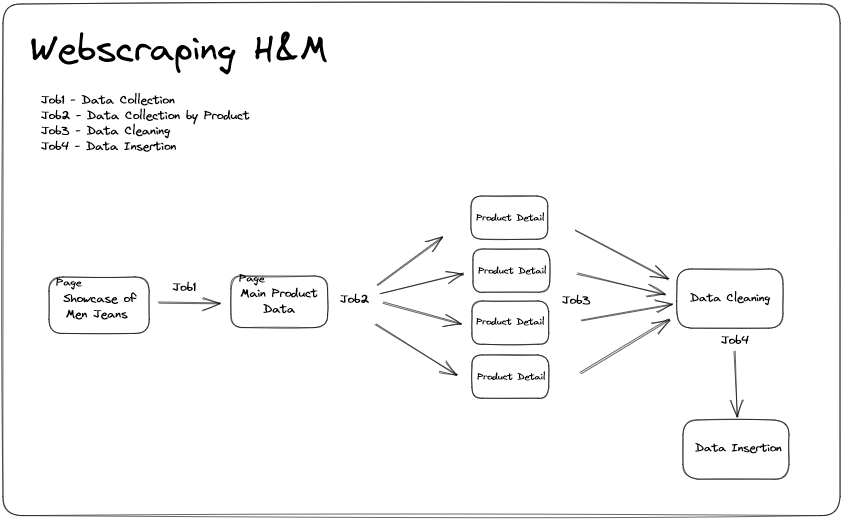 Webscraping H&M
Job1 - Data Collection
Job2 - Data Collection by Product
Job3 - Data Cleaning
Job4 - Data Insertion
Page
Showcase of
Men Jeans
Job1
Page
Main Product
Data
Job2
Product Detail
Product Detail
Product Detail
Product Detail
Job3
Data Cleaning
Job4
Data Insertion